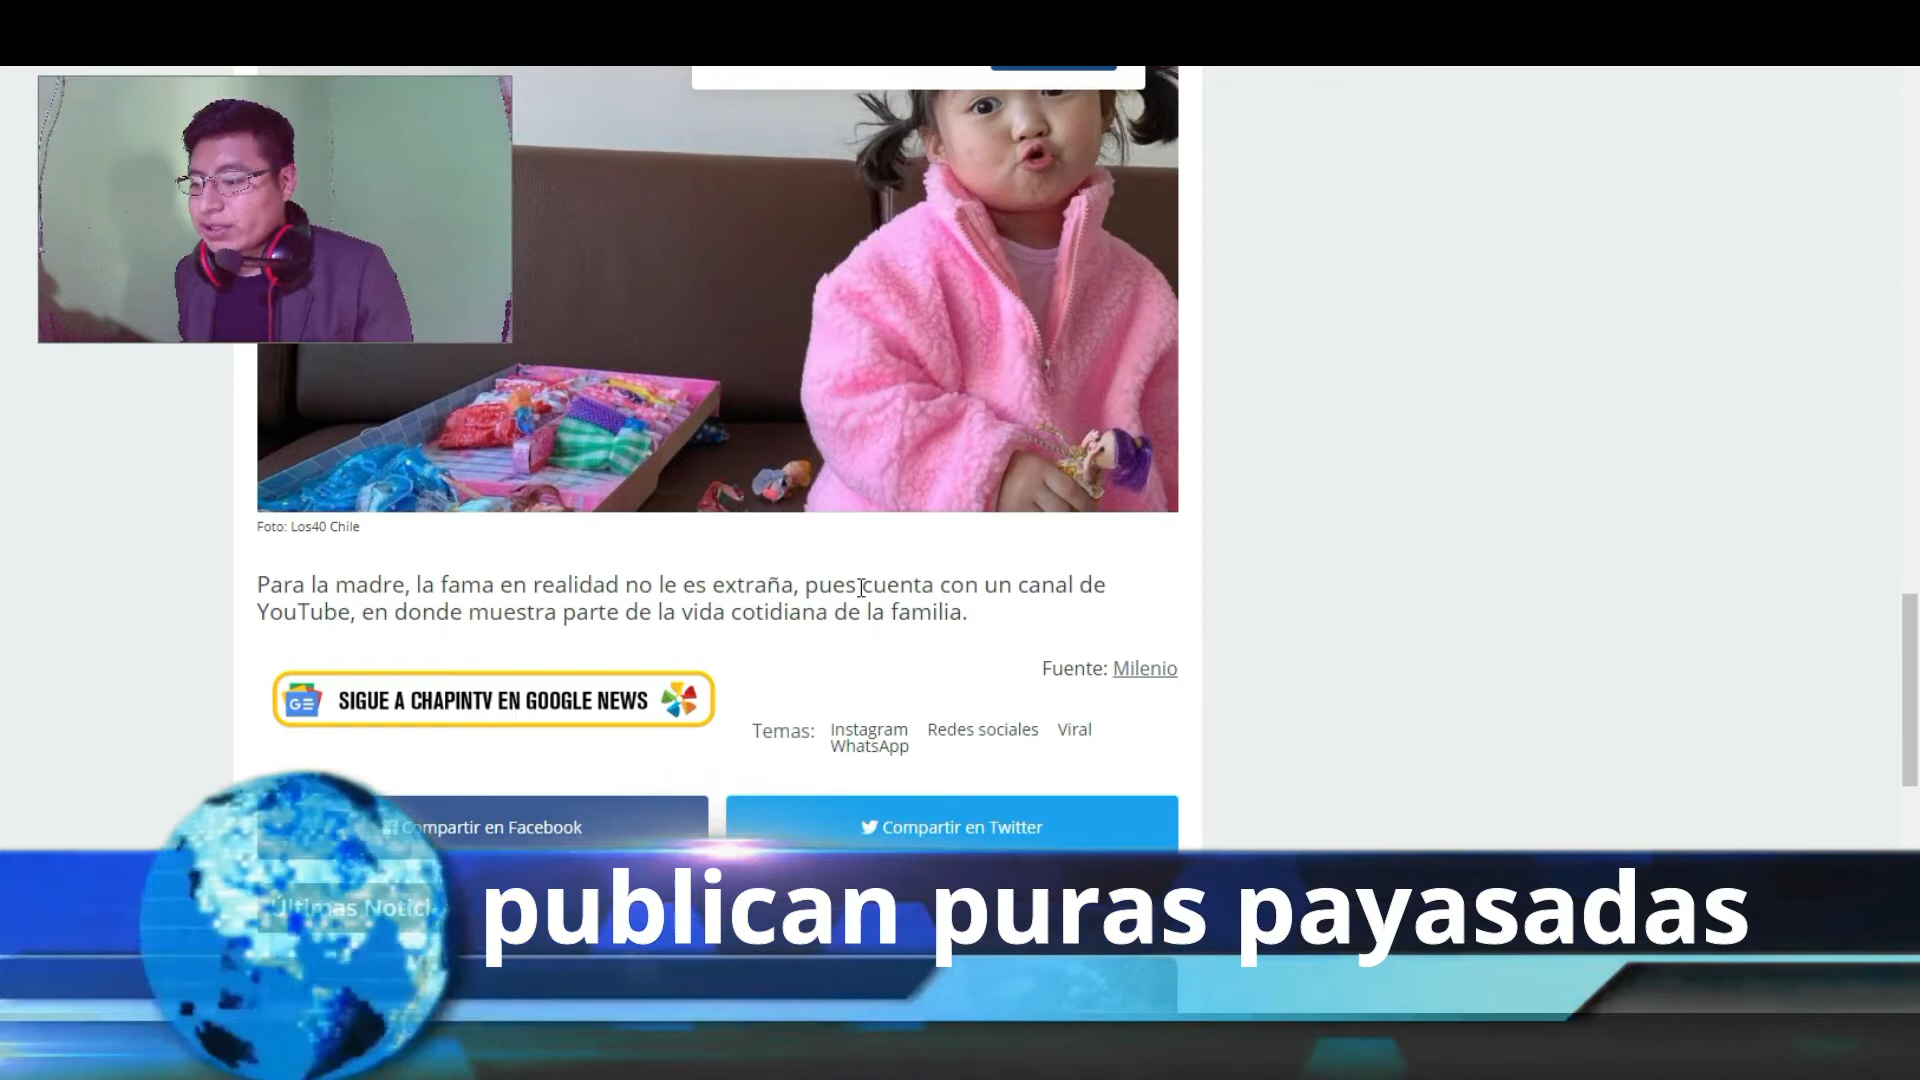 Foto: Los40 Chile
Para la madre, la fama en realidad no le es extraña, pues cuenta con un canal de
YouTube, en donde muestra parte de la vida cotidiana de la familia.
Fuente: Milenio
SIGUE A CHAPINTV EN GOOGLE NEWS
Temas: Instagram Redes sociales Viral
WhatsApp
Compartir en Facebook
Compartir en Twitter
Últimas Notici
publican puras payasadas